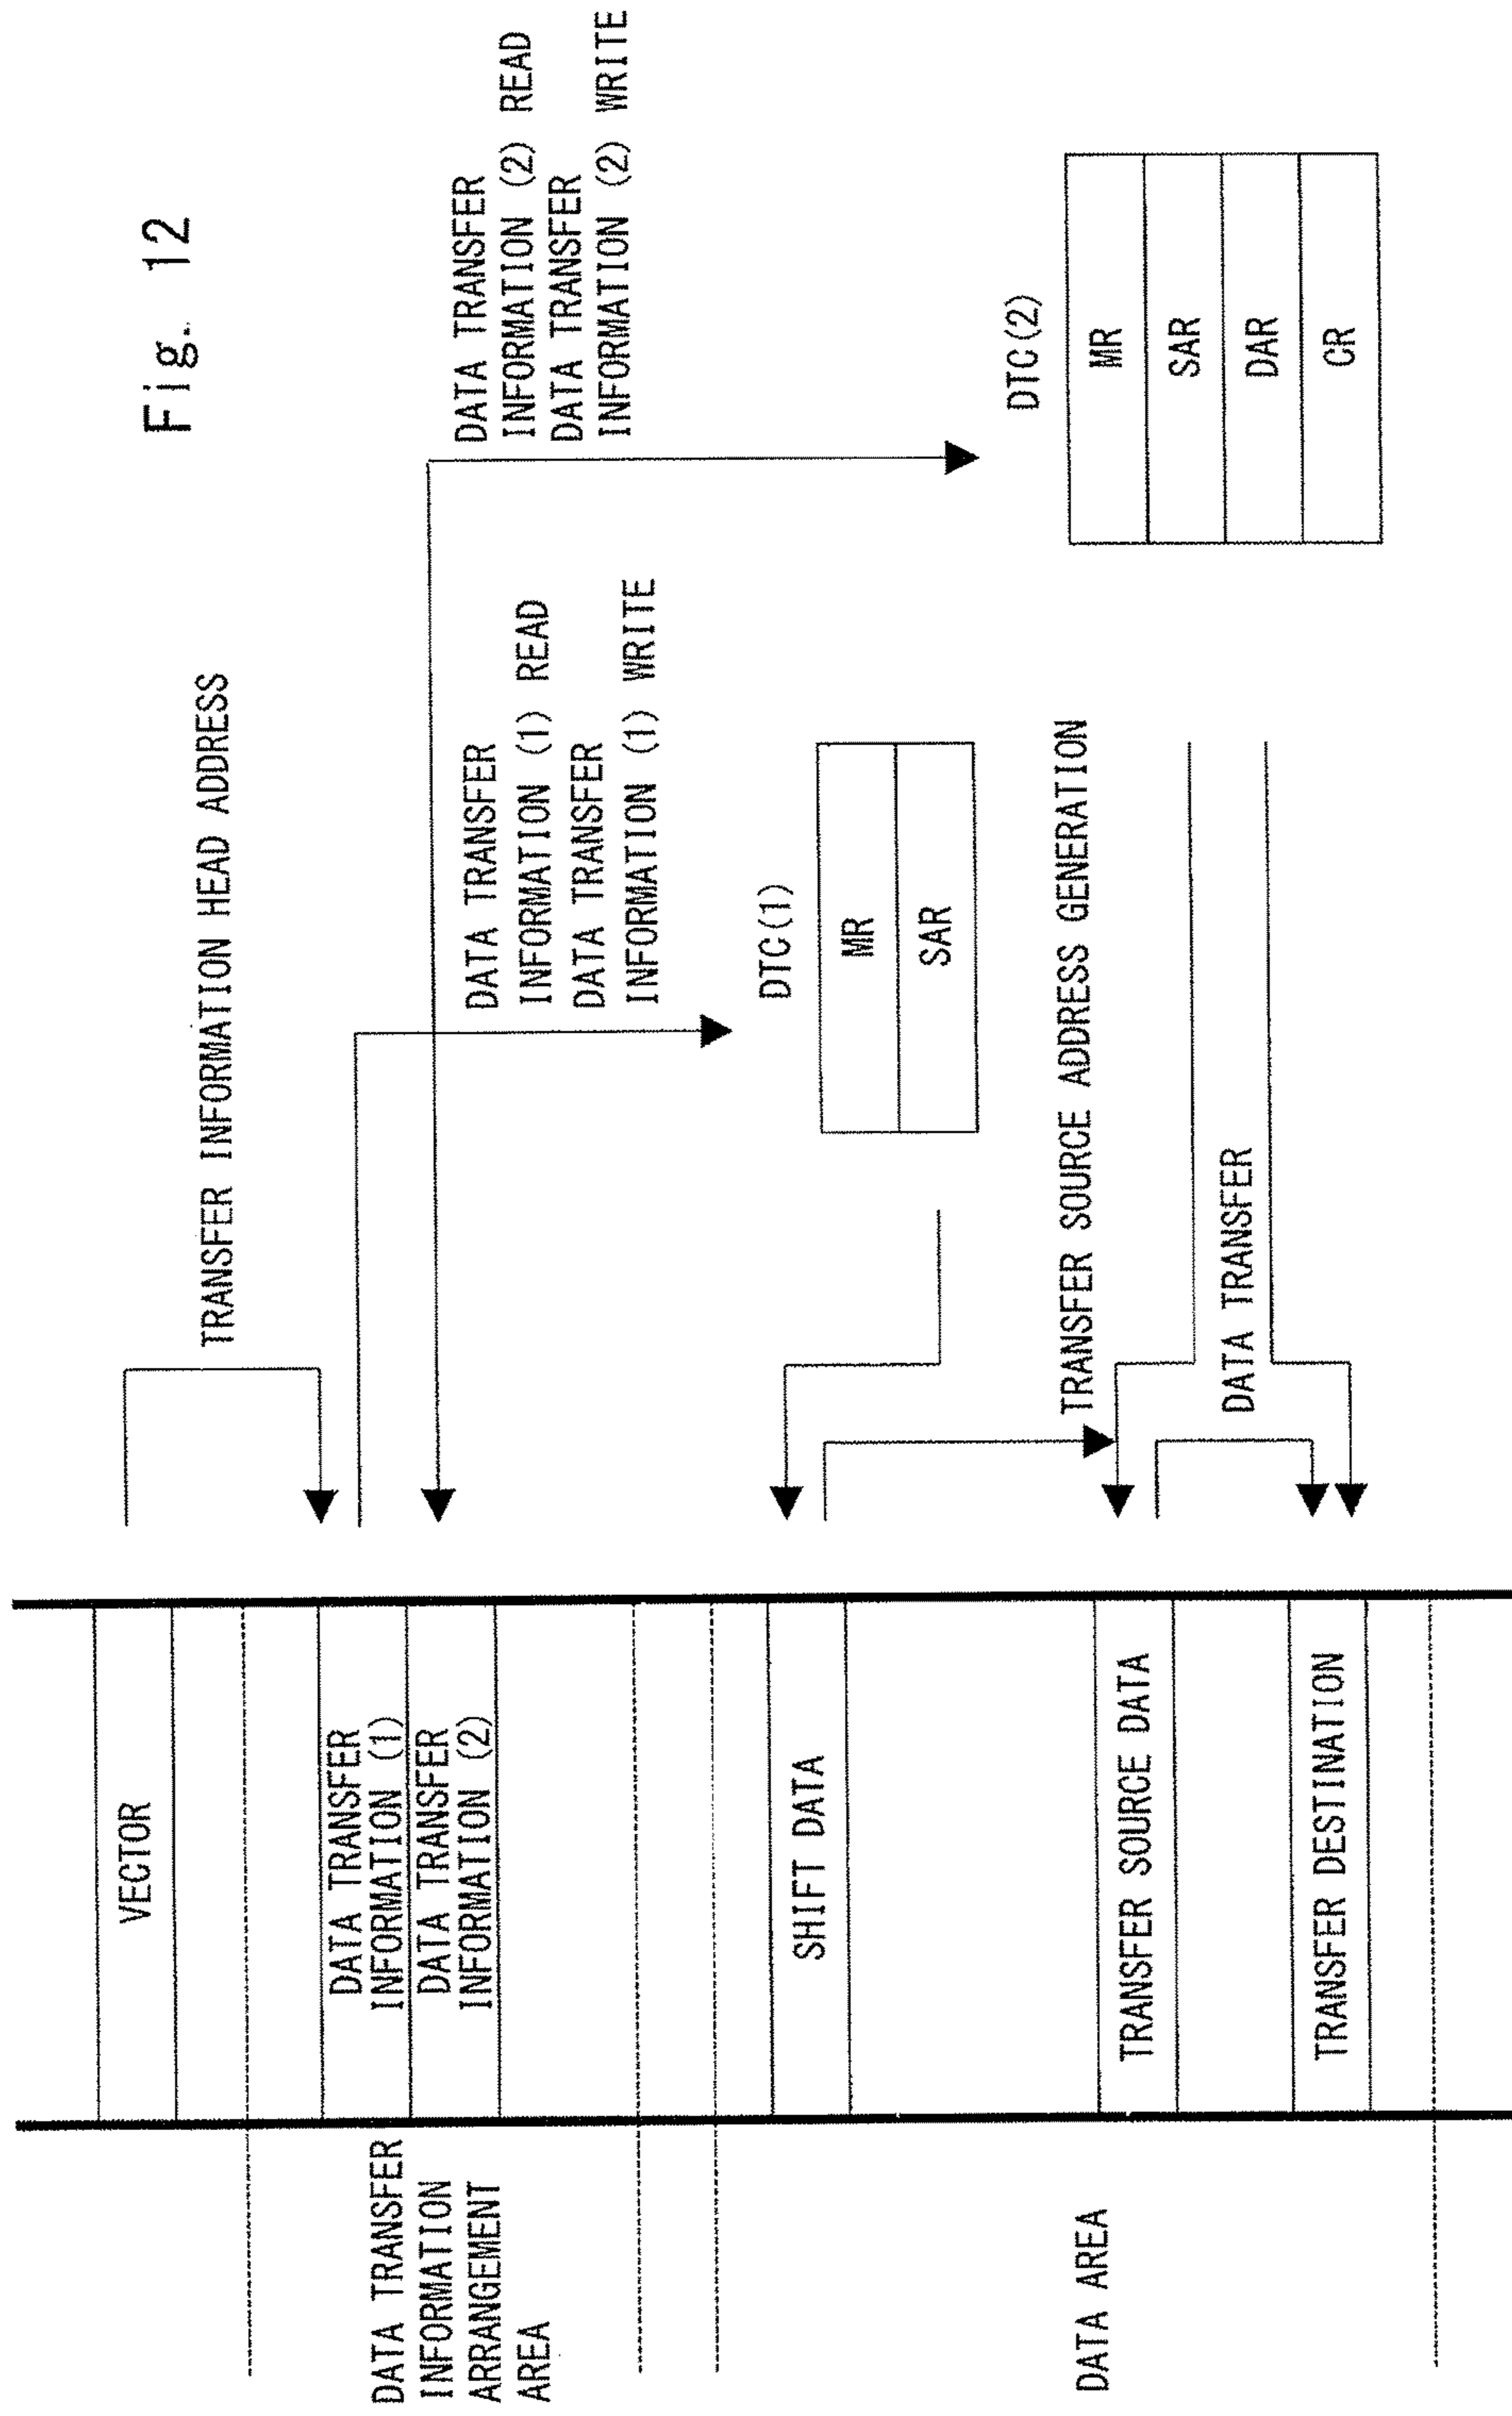 Fig. 12
VECTOR
TRANSFER INFORMATION HEAD ADDRESS
DATA TRANSFER
INFORMATION
ARRANGEMENT
AREA
DATA TRANSFER
INFORMATION (1)
DATA TRANSFER
INFORMATION (2)
DATA TRANSFER
INFORMATION (1) READ
DATA TRANSFER
INFORMATION (1) WRITE
DATA TRANSFER
INFORMATION (2) READ
DATA TRANSFER
INFORMATION (2) WRITE
DTC(1)
MR
SAR
DTC(2)
MR
SAR
DAR
CR
DATA AREA
SHIFT DATA
TRANSFER SOURCE ADDRESS GENERATION
TRANSFER SOURCE DATA
DATA TRANSFER
TRANSFER DESTINATION